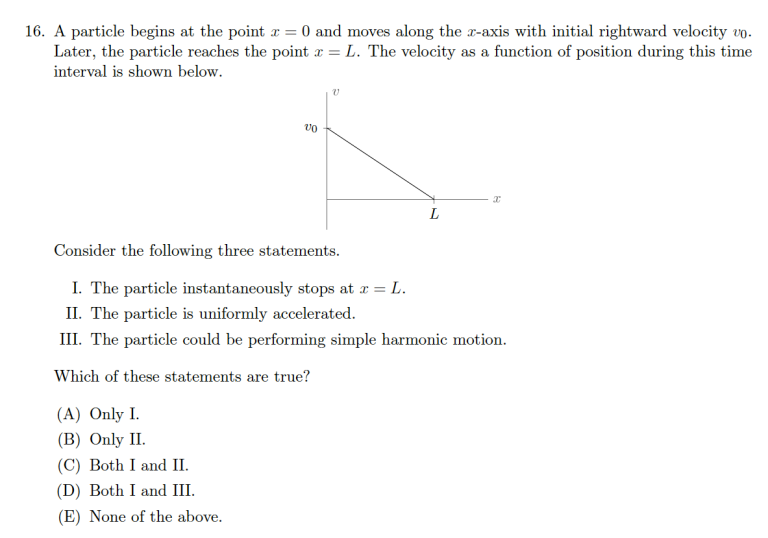 16. A particle begins at the point x = 0 and moves along the x-axis with initial rightward velocity v₀.
Later, the particle reaches the point x = L. The velocity as a function of position during this time
interval is shown below.
v
v₀
x
L
Consider the following three statements.
I. The particle instantaneously stops at x = L.
II. The particle is uniformly accelerated.
III. The particle could be performing simple harmonic motion.
Which of these statements are true?
(A) Only I.
(B) Only II.
(C) Both I and II.
(D) Both I and III.
(E) None of the above.